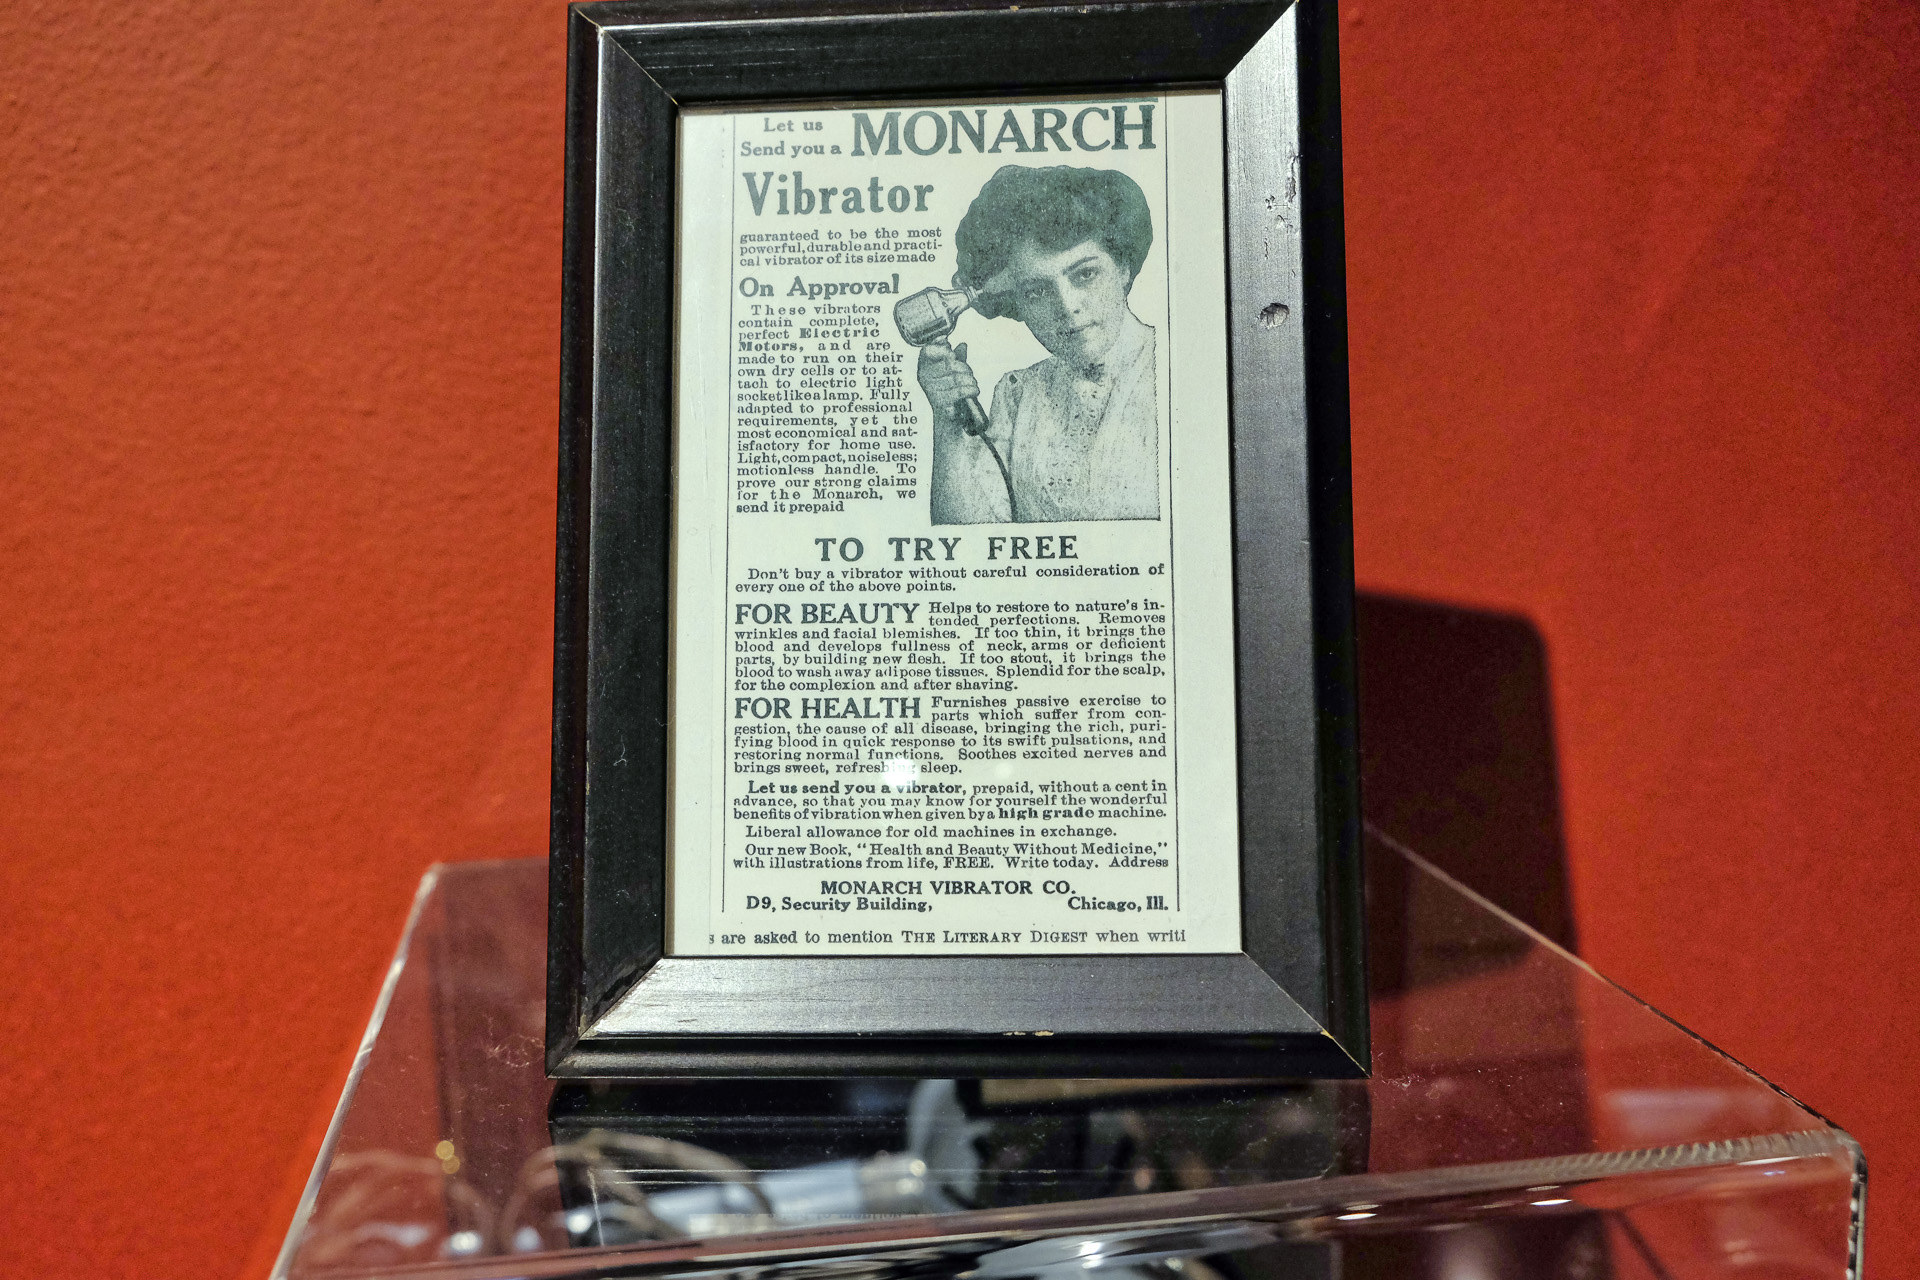 Let us
Send you a MONARCH
Vibrator
guaranteed to be the most
powerful, durable and practi-
cal vibrator of its size made
On Approval
These vibrators
contain complete,
perfect Electric
Motors, and are
made to run on their
own dry cells or to at-
tach to electric light
socket like a lamp. Fully
adapted to professional
requirements, yet the
most economical and sat-
isfactory for home use.
Light, compact, noiseless;
motionless handle. To
prove our strong claims
for the Monarch, we
send it prepaid
TO TRY FREE
Don't buy a vibrator without careful consideration of
every one of the above points.
FOR BEAUTY Helps to restore to nature's in-
tended perfections. Removes
wrinkles and facial blemishes. If too thin, it brings the
blood and develops fullness of neck, arms or deficient
parts, by building new flesh. If too stout, it brings the
blood to wash away adipose tissues. Splendid for the scalp,
for the complexion and after shaving.
FOR HEALTH Furnishes passive exercise to
parts which suffer from con-
gestion, the cause of all disease, bringing the rich, puri-
fying blood in quick response to its swift pulsations, and
restoring normal functions. Soothes excited nerves and
brings sweet, refreshing sleep.
Let us send you a vibrator, prepaid, without a cent in
advance, so that you may know for yourself the wonderful
benefits of vibration when given by a high grade machine.
Liberal allowance for old machines in exchange.
Our new Book, "Health and Beauty Without Medicine,"
with illustrations from life, FREE. Write today. Address
MONARCH VIBRATOR CO.
D9, Security Building, Chicago, Ill.
s are asked to mention THE LITERARY DIGEST when writi